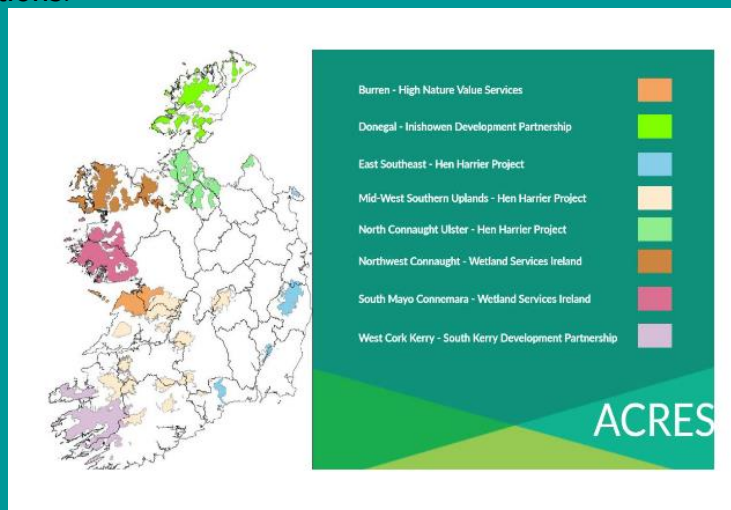 Burren - High Nature Value Services
Donegal - Inishowen Development Partnership
East Southeast - Hen Harrier Project
Mid-West Southern Uplands - Hen Harrier Project
North Connaught Ulster - Hen Harrier Project
Northwest Connaught - Wetland Services Ireland
South Mayo Connemara - Wetland Services Ireland
West Cork Kerry - South Kerry Development Partnership
ACRES